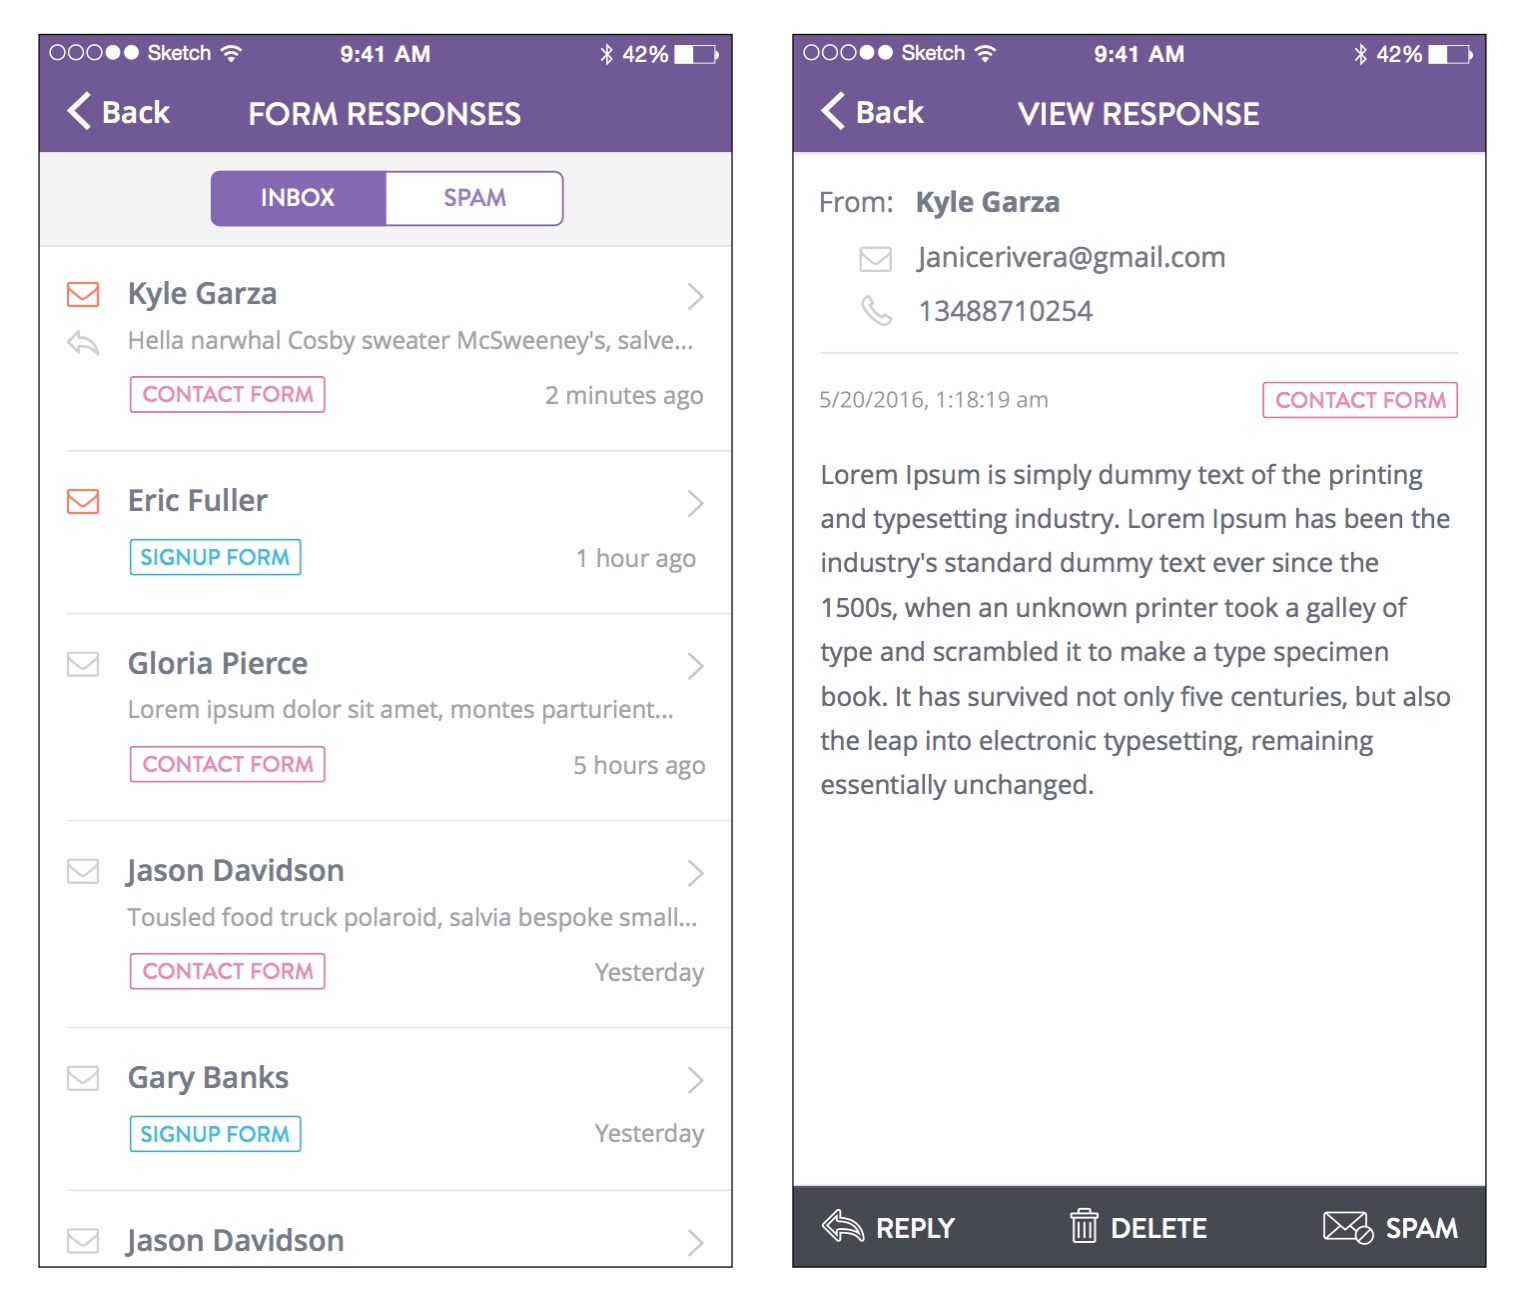 Sketch 9:41 AM 42%
Back FORM RESPONSES
INBOX SPAM
Kyle Garza
Hella narwhal Cosby sweater McSweeney's, salve...
CONTACT FORM 2 minutes ago
Eric Fuller
SIGNUP FORM 1 hour ago
Gloria Pierce
Lorem ipsum dolor sit amet, montes parturient...
CONTACT FORM 5 hours ago
Jason Davidson
Tousled food truck polaroid, salvia bespoke small...
CONTACT FORM Yesterday
Gary Banks
SIGNUP FORM Yesterday
Jason Davidson
Sketch 9:41 AM 42%
Back VIEW RESPONSE
From: Kyle Garza
Janicerivera@gmail.com
13488710254
5/20/2016, 1:18:19 am CONTACT FORM
Lorem Ipsum is simply dummy text of the printing
and typesetting industry. Lorem Ipsum has been the
industry's standard dummy text ever since the
1500s, when an unknown printer took a galley of
type and scrambled it to make a type specimen
book. It has survived not only five centuries, but also
the leap into electronic typesetting, remaining
essentially unchanged.
REPLY DELETE SPAM